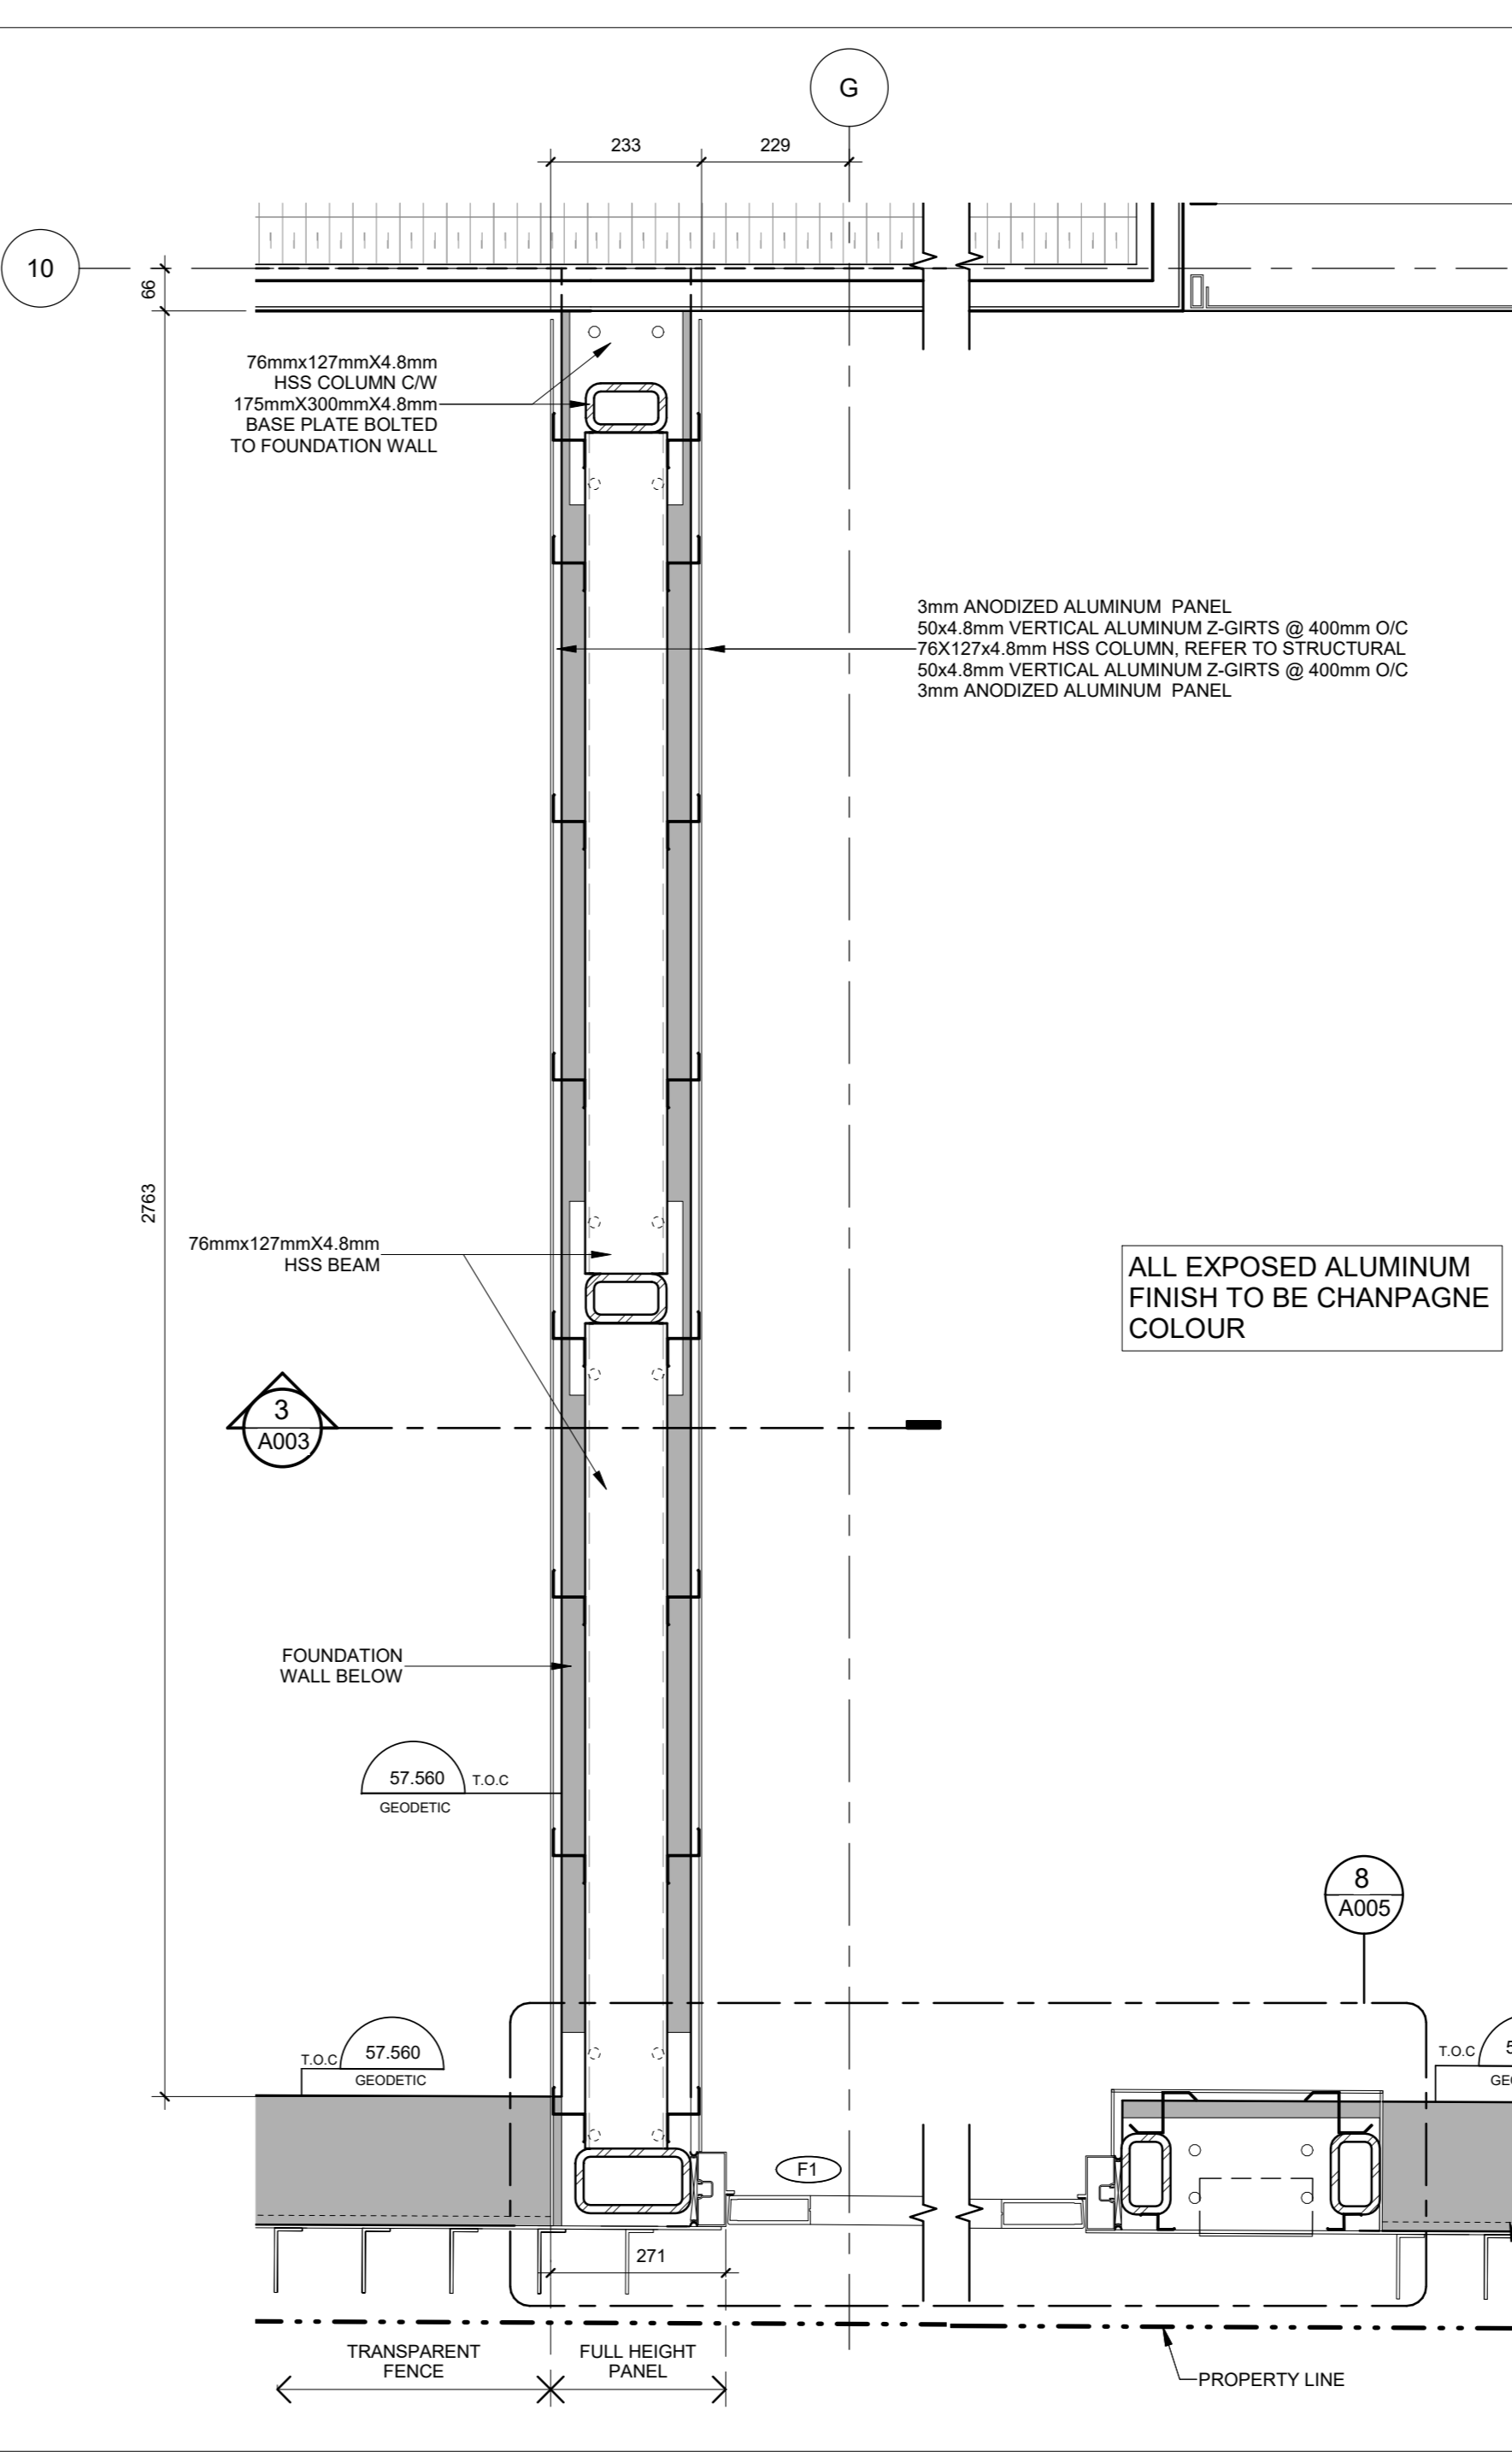 G
233
229
10
66
76mmx127mmX4.8mm
HSS COLUMN C/W
175mmX300mmX4.8mm
BASE PLATE BOLTED
TO FOUNDATION WALL
3mm ANODIZED ALUMINUM PANEL
50x4.8mm VERTICAL ALUMINUM Z-GIRTS @ 400mm O/C
76X127x4.8mm HSS COLUMN, REFER TO STRUCTURAL
50x4.8mm VERTICAL ALUMINUM Z-GIRTS @ 400mm O/C
3mm ANODIZED ALUMINUM PANEL
2763
76mmx127mmX4.8mm
HSS BEAM
ALL EXPOSED ALUMINUM
FINISH TO BE CHANPAGNE
COLOUR
3
A003
FOUNDATION
WALL BELOW
57.560
T.O.C
GEODETIC
8
A005
T.O.C
57.560
GEODETIC
T.O.C
5
GE
F1
271
TRANSPARENT
FENCE
FULL HEIGHT
PANEL
PROPERTY LINE